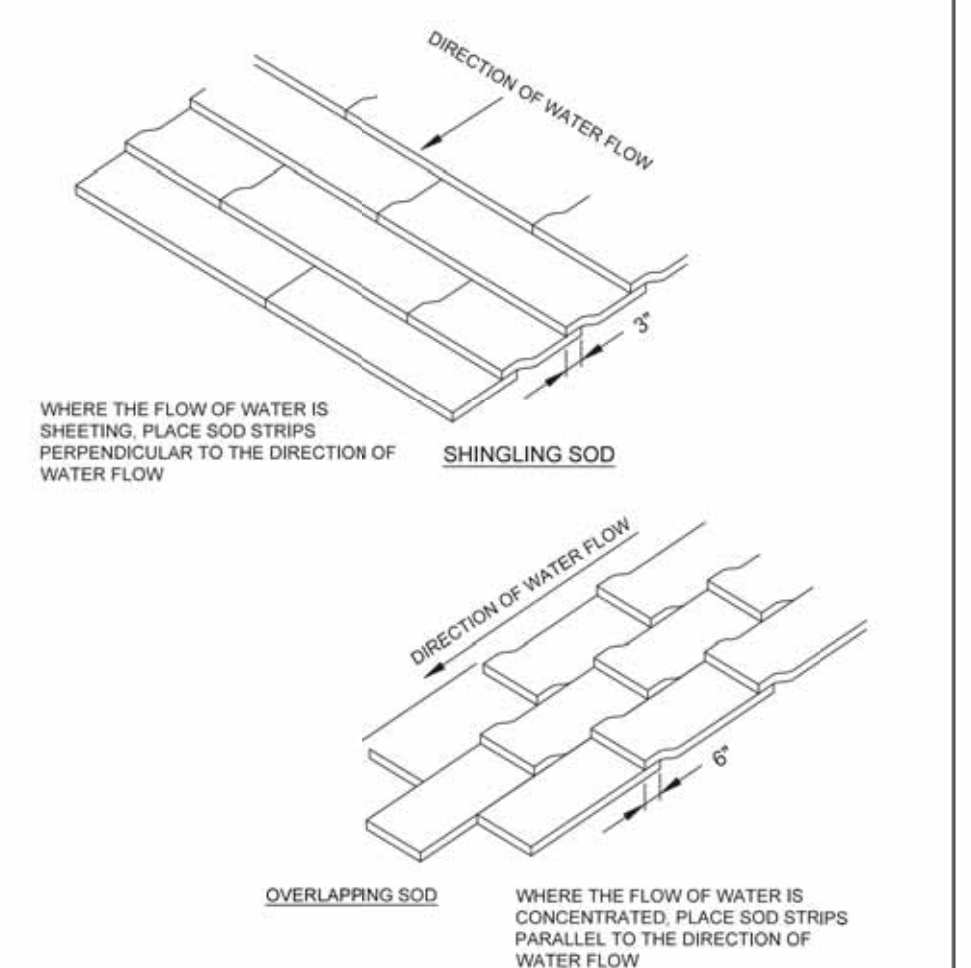 DIRECTION OF WATER FLOW
3"
WHERE THE FLOW OF WATER IS
SHEETING, PLACE SOD STRIPS
PERPENDICULAR TO THE DIRECTION OF
WATER FLOW
SHINGLING SOD
DIRECTION OF WATER FLOW
6"
OVERLAPPING SOD
WHERE THE FLOW OF WATER IS
CONCENTRATED, PLACE SOD STRIPS
PARALLEL TO THE DIRECTION OF
WATER FLOW